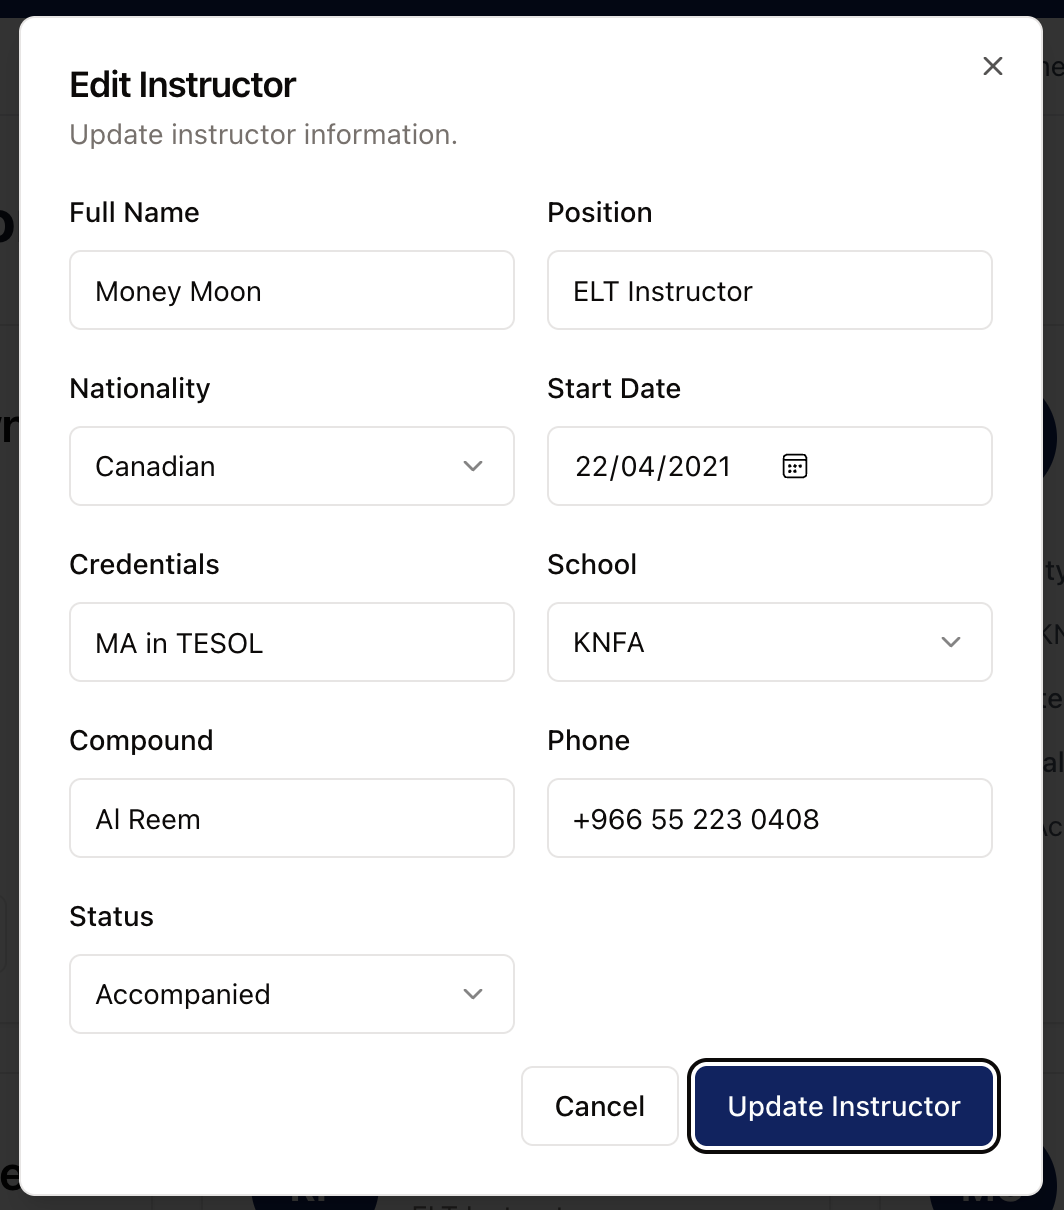 Edit Instructor
Update instructor information.
Full Name
Position
Money Moon
ELT Instructor
Nationality
Start Date
Canadian
22/04/2021
Credentials
School
MA in TESOL
KNFA
Compound
Phone
Al Reem
+966 55 223 0408
Status
Accompanied
Cancel
Update Instructor